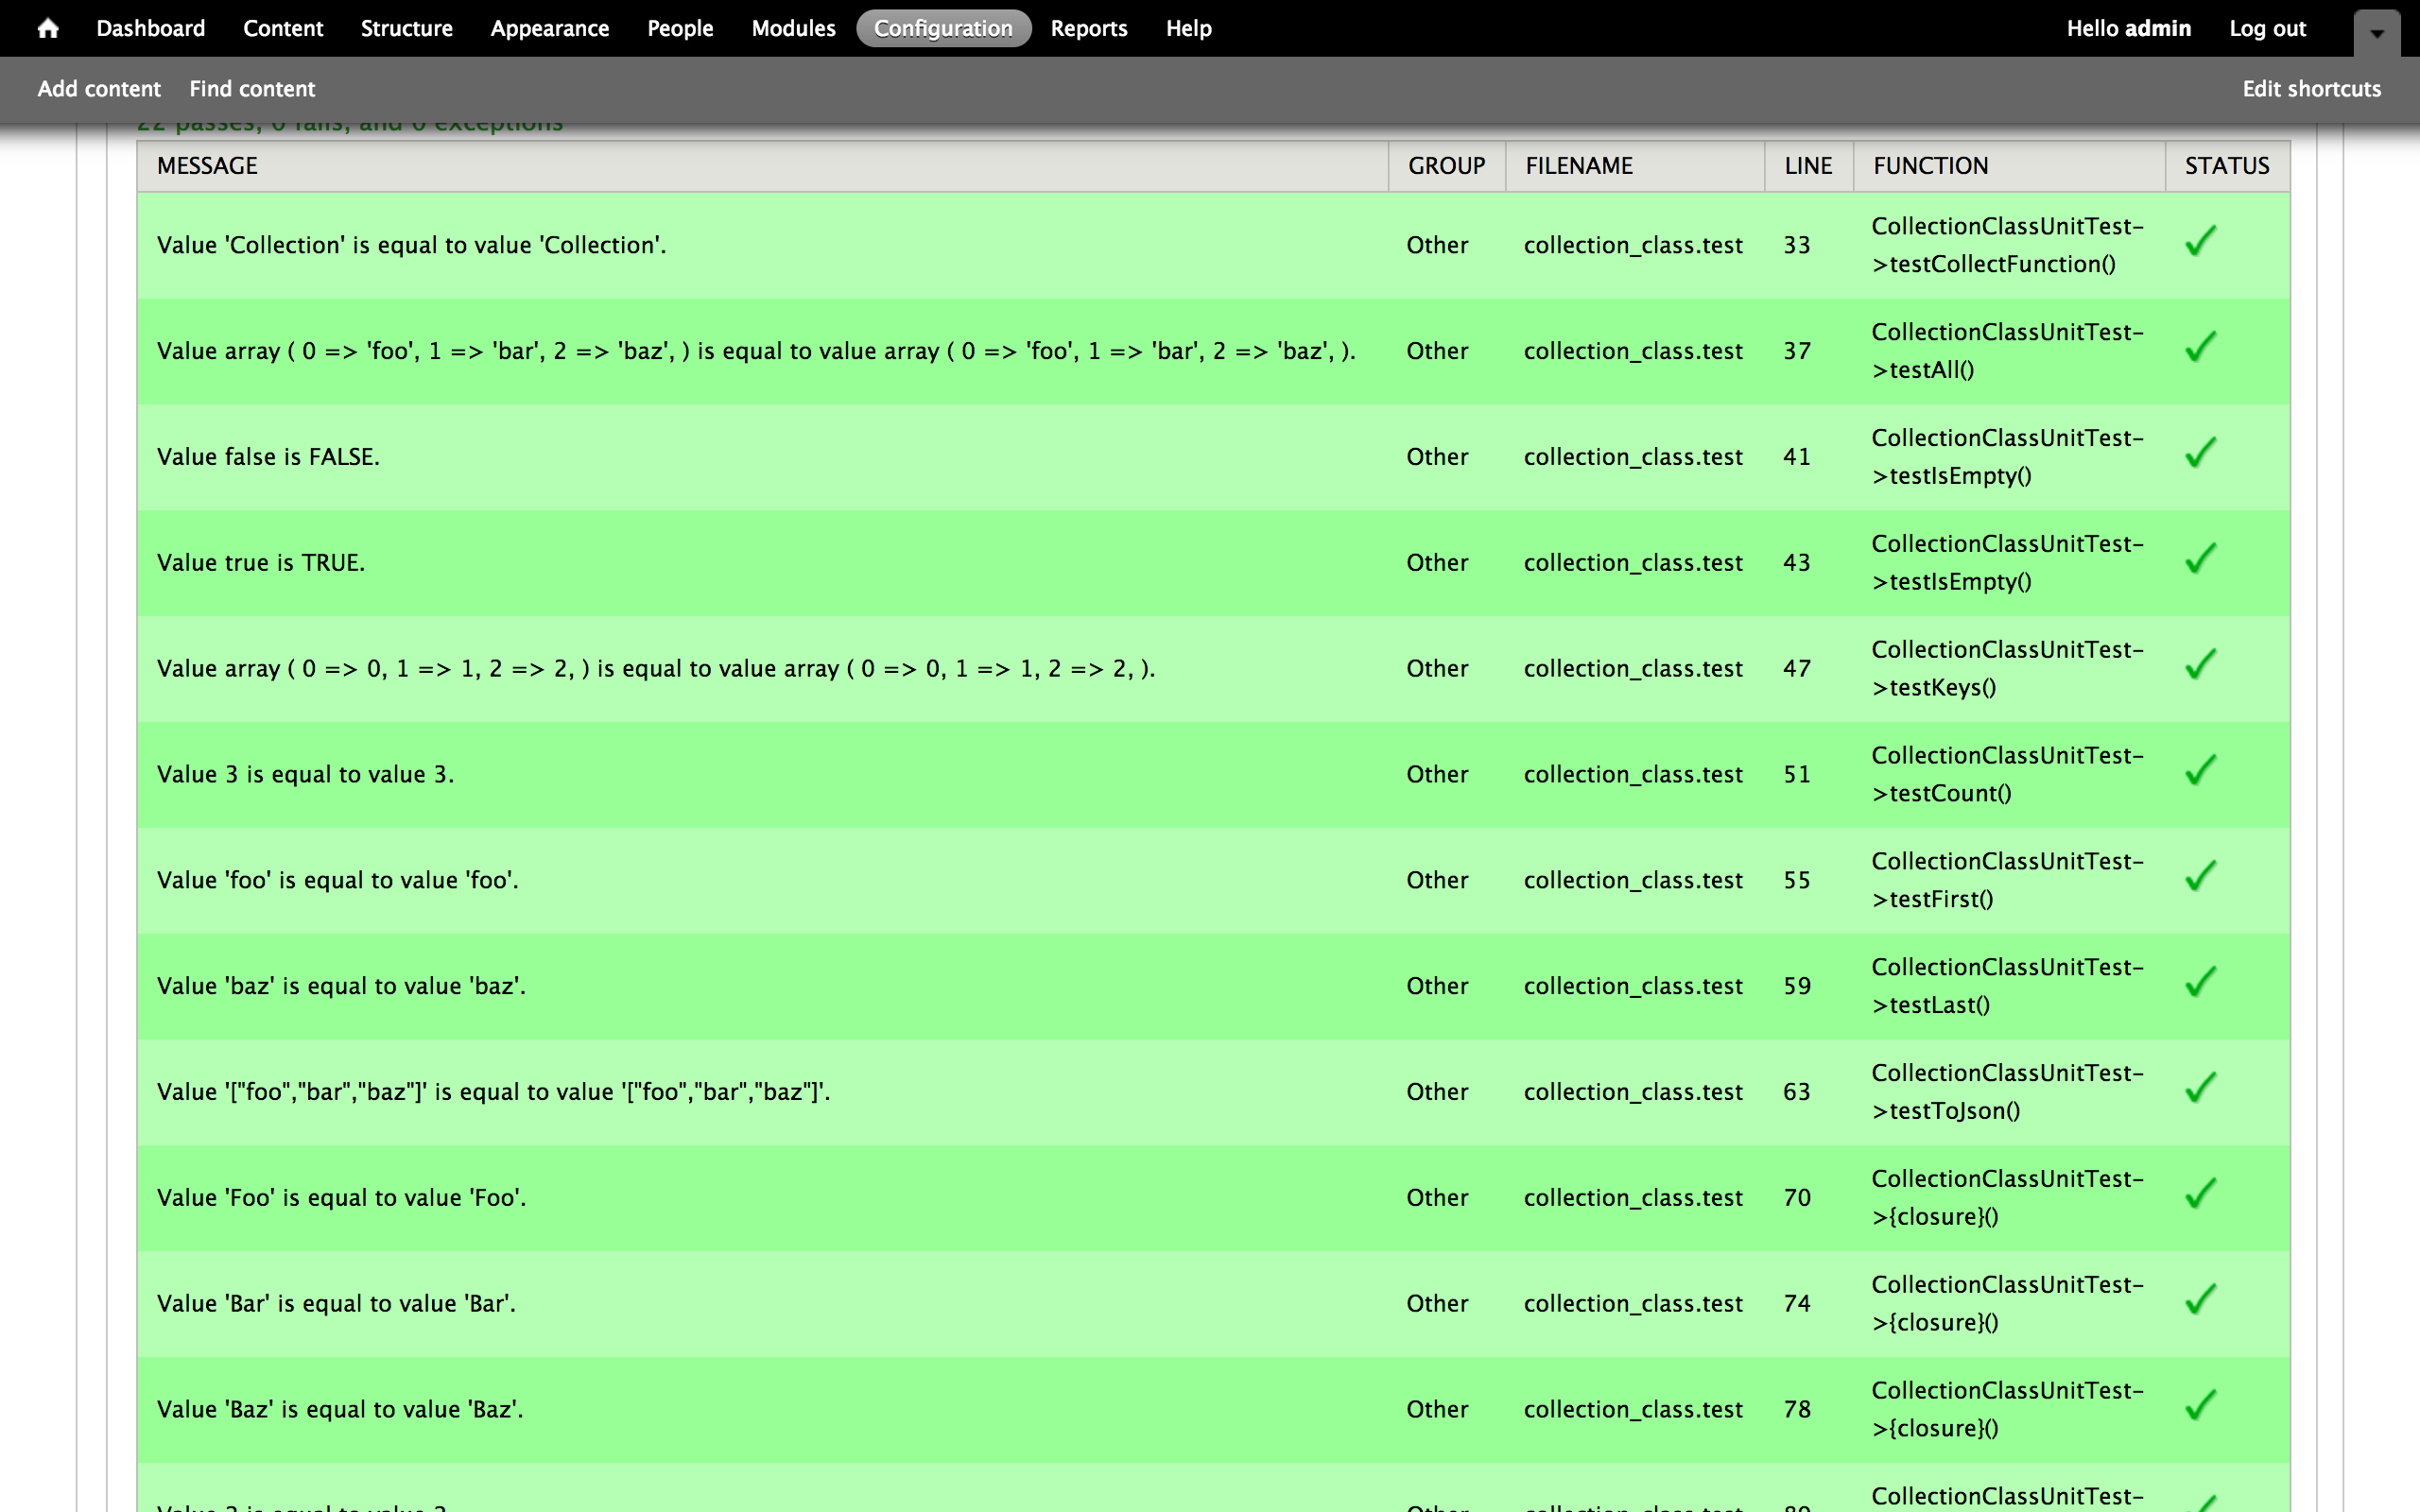 Dashboard Content Structure Appearance People Modules Configuration Reports Help Hello admin Log out
Add content Find content Edit shortcuts
22 passes, 0 fails, and 0 exceptions
MESSAGE GROUP FILENAME LINE FUNCTION STATUS
Value 'Collection' is equal to value 'Collection'. Other collection_class.test 33 CollectionClassUnitTest-
>testCollectFunction()
Value array ( 0 => 'foo', 1 => 'bar', 2 => 'baz', ) is equal to value array ( 0 => 'foo', 1 => 'bar', 2 => 'baz', ). Other collection_class.test 37 CollectionClassUnitTest-
>testAll()
Value false is FALSE. Other collection_class.test 41 CollectionClassUnitTest-
>testIsEmpty()
Value true is TRUE. Other collection_class.test 43 CollectionClassUnitTest-
>testIsEmpty()
Value array ( 0 => 0, 1 => 1, 2 => 2, ) is equal to value array ( 0 => 0, 1 => 1, 2 => 2, ). Other collection_class.test 47 CollectionClassUnitTest-
>testKeys()
Value 3 is equal to value 3. Other collection_class.test 51 CollectionClassUnitTest-
>testCount()
Value 'foo' is equal to value 'foo'. Other collection_class.test 55 CollectionClassUnitTest-
>testFirst()
Value 'baz' is equal to value 'baz'. Other collection_class.test 59 CollectionClassUnitTest-
>testLast()
Value '["foo","bar","baz"]' is equal to value '["foo","bar","baz"]'. Other collection_class.test 63 CollectionClassUnitTest-
>testToJson()
Value 'Foo' is equal to value 'Foo'. Other collection_class.test 70 CollectionClassUnitTest-
>{closure}()
Value 'Bar' is equal to value 'Bar'. Other collection_class.test 74 CollectionClassUnitTest-
>{closure}()
Value 'Baz' is equal to value 'Baz'. Other collection_class.test 78 CollectionClassUnitTest-
>{closure}()
CollectionClassUnitTest-